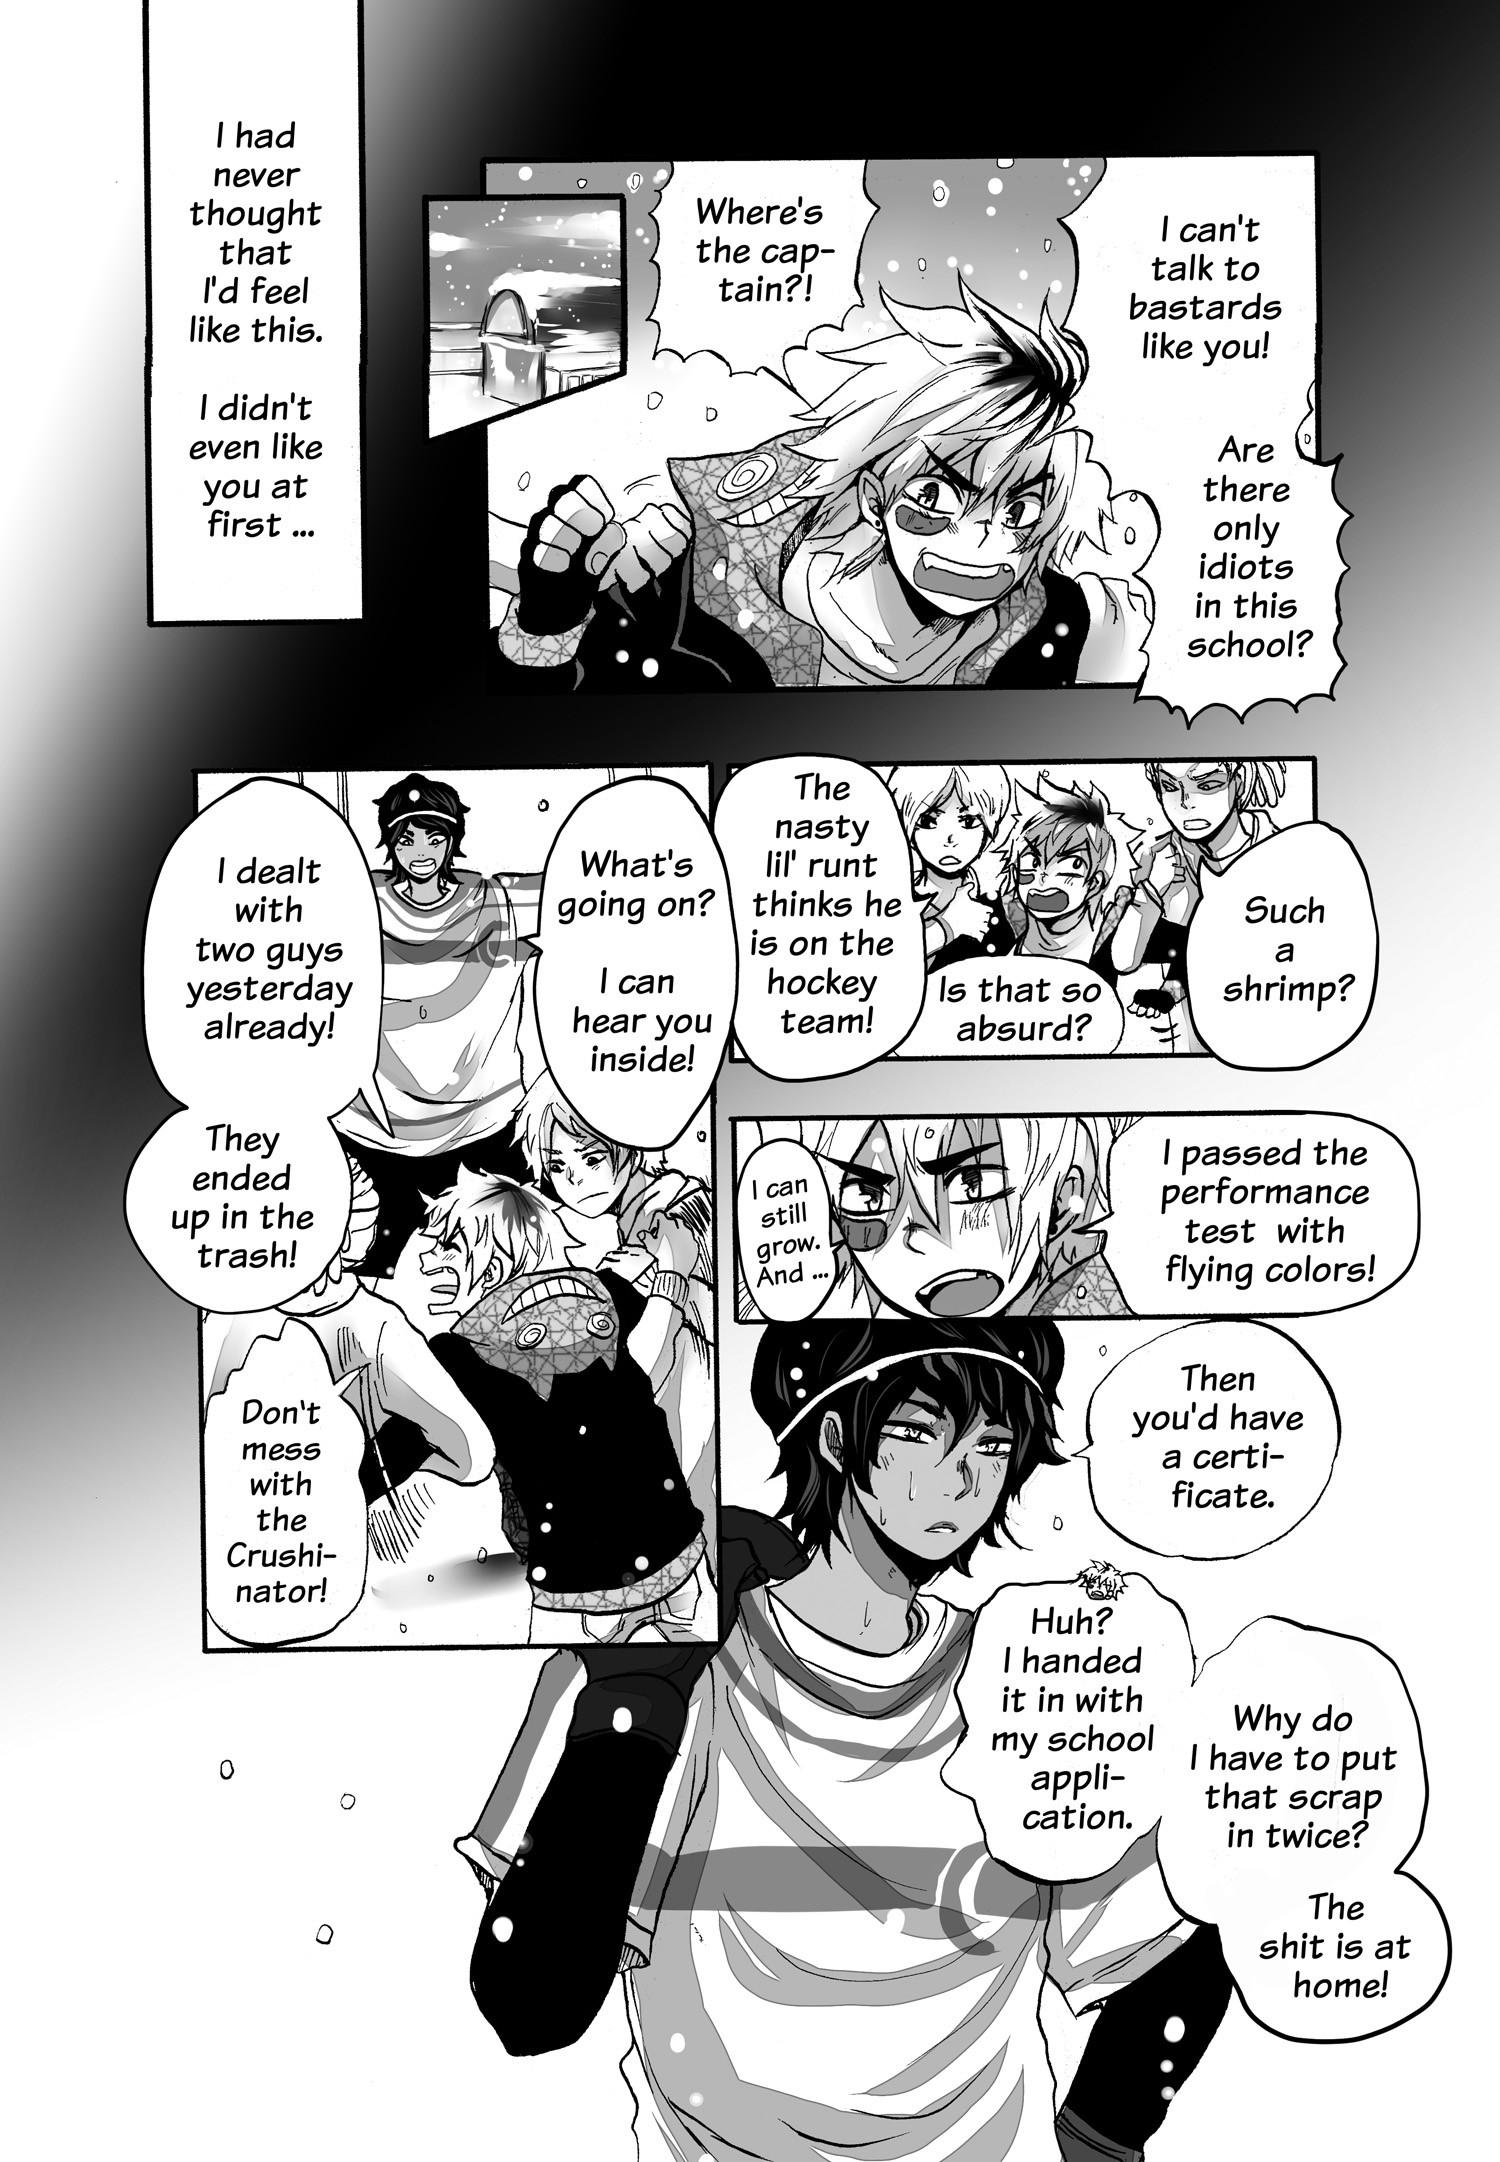 I had
never
thought
that
I'd feel
like this.
I didn't
even like
you at
first ...
Where's
the cap-
tain?!
I can't
talk to
bastards
like you!
Are
there
only
idiots
in this
school?
I dealt
with
two guys
yesterday
already!
They
ended
up in the
trash!
Don't
mess
with
the
Crushi-
nator!
What's
going on?
I can
hear you
inside!
The
nasty
lil' runt
thinks he
is on the
hockey
team!
Is that so
absurd?
Such
a
shrimp?
I can
still
grow.
And ...
I passed the
performance
test with
flying colors!
Then
you'd have
a certi-
ficate.
Huh?
I handed
it in with
my school
appli-
cation.
Why do
I have to put
that scrap
in twice?
The
shit is at
home!